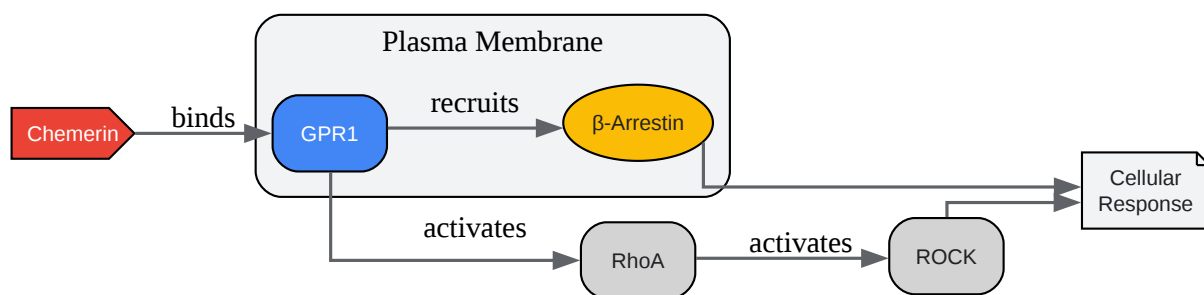 Plasma Membrane
Chemerin
binds
GPR1
recruits
β-Arrestin
activates
RhoA
activates
ROCK
Cellular
Response